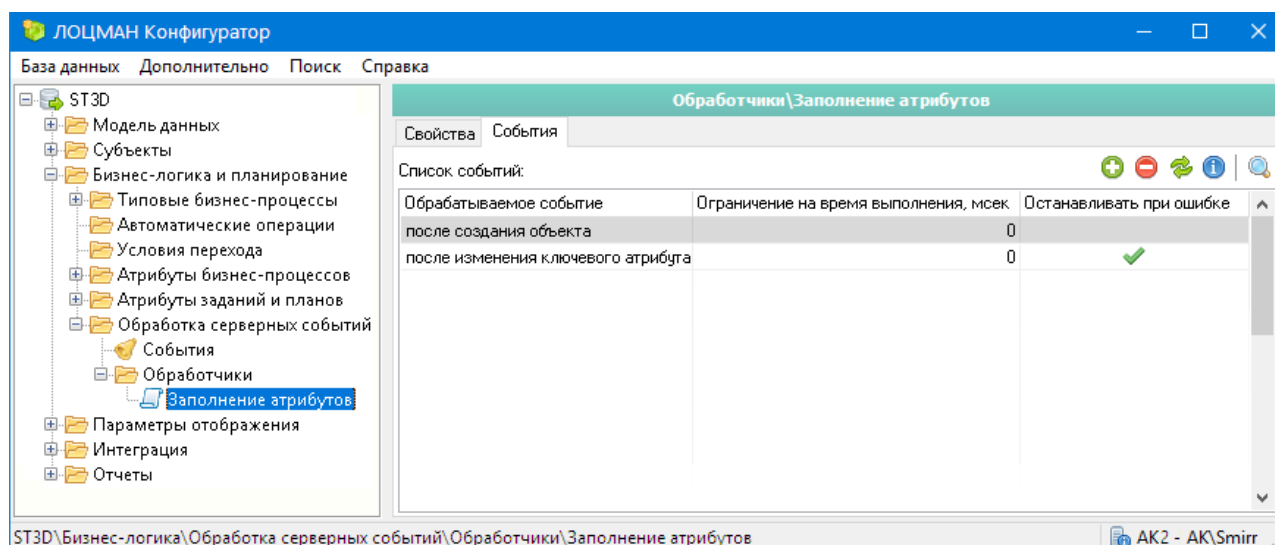 ЛОЦМАН Конфигуратор
База данных Дополнительно Поиск Справка
ST3D
Модель данных
Субъекты
Бизнес-логика и планирование
Типовые бизнес-процессы
Автоматические операции
Условия перехода
Атрибуты бизнес-процессов
Атрибуты заданий и планов
Обработка серверных событий
События
Обработчики
Заполнение атрибутов
Параметры отображения
Интеграция
Отчеты
Обработчики\Заполнение атрибутов
Свойства События
Список событий:
Обрабатываемое событие Ограничение на время выполнения, мсек Останавливать при ошибке
после создания объекта 0
после изменения ключевого атрибута 0
ST3D\Бизнес-логика\Обработка серверных событий\Обработчики\Заполнение атрибутов AK2 - AK\Smirr